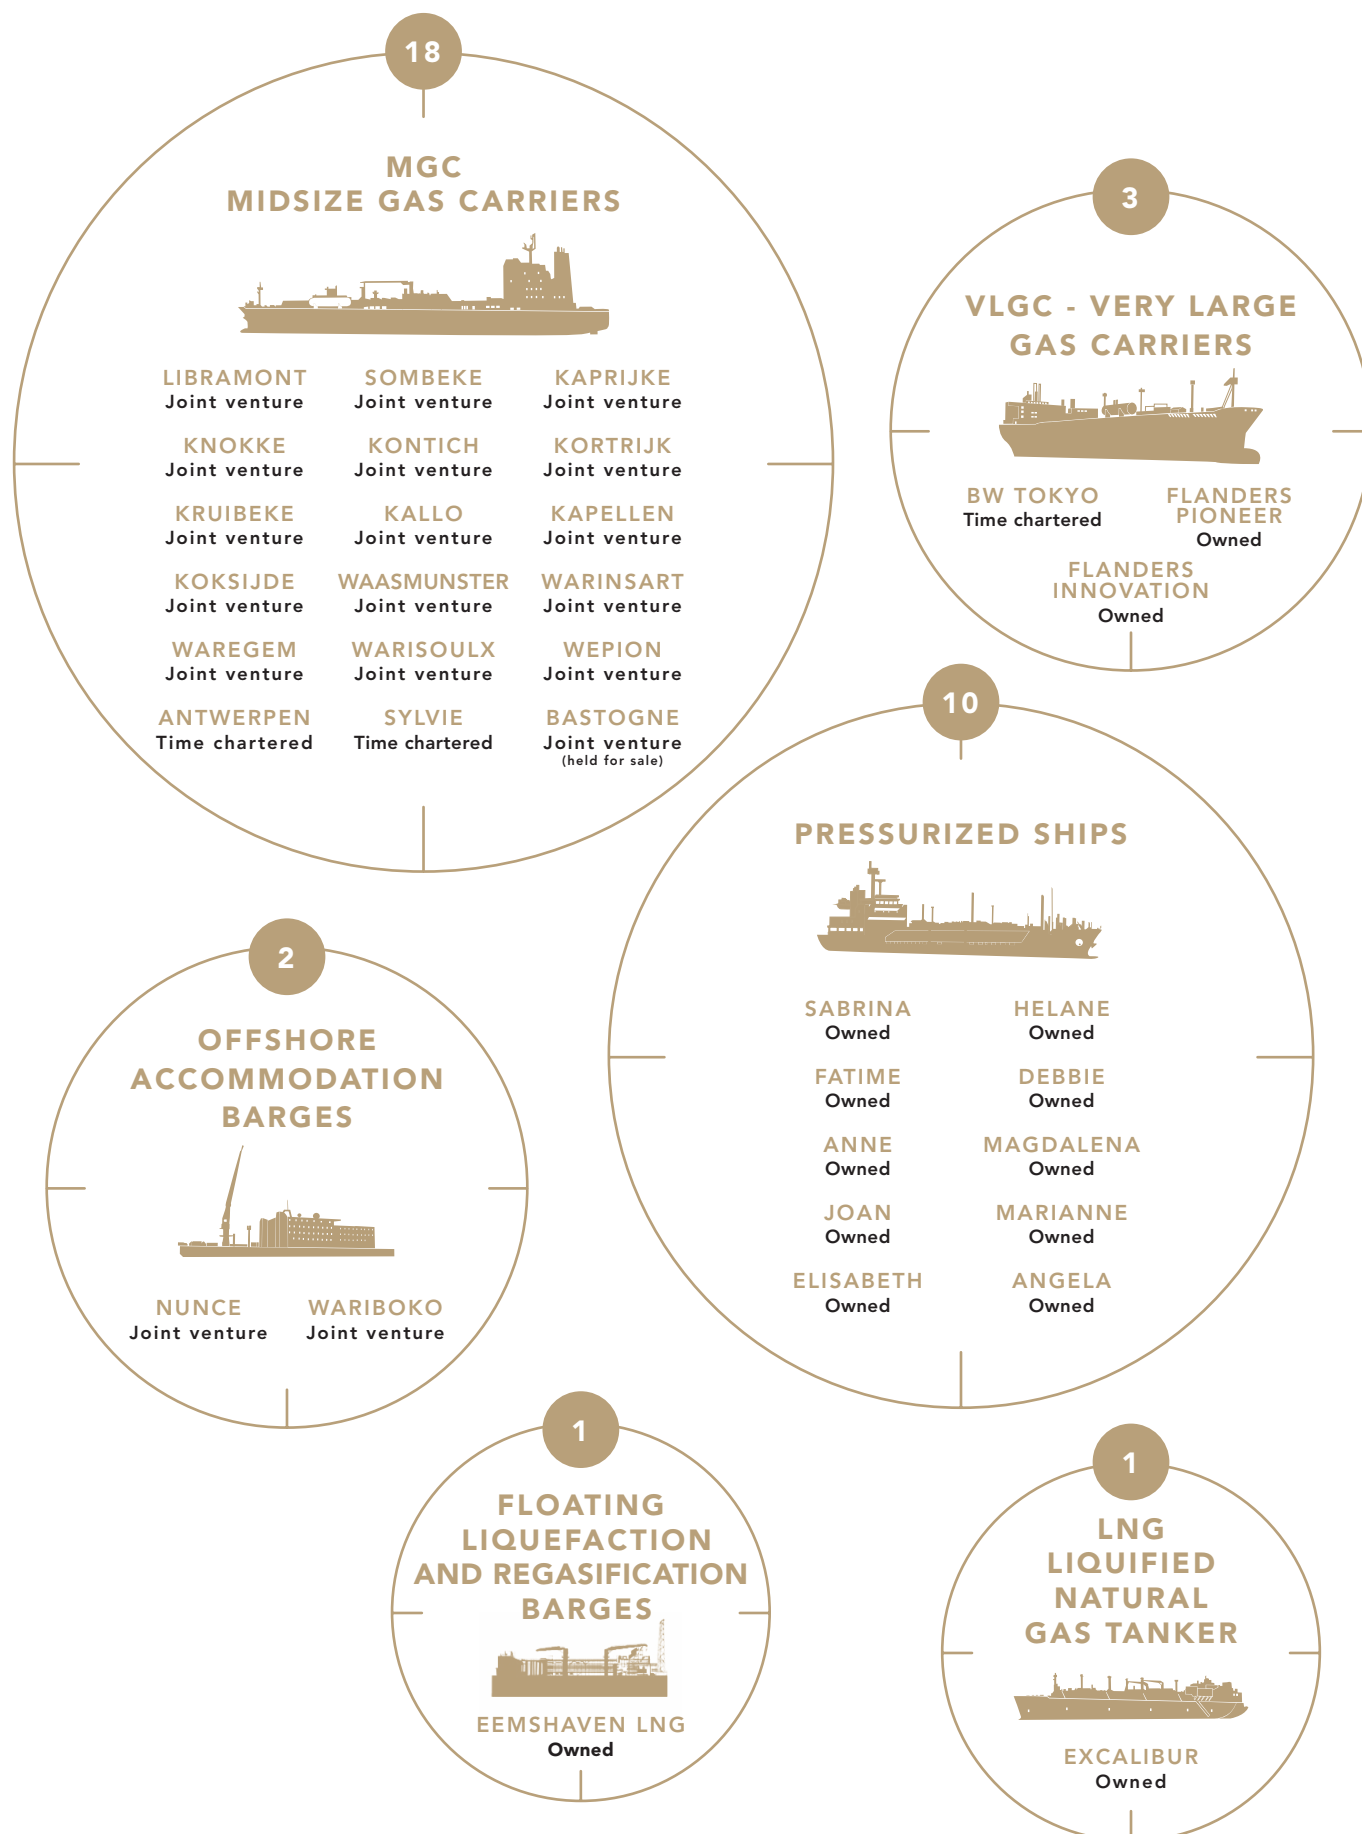 18
MGC
MIDSIZE GAS CARRIERS
LIBRAMONT SOMBEKE KAPRIJKE
Joint venture Joint venture Joint venture
KNOKKE KONTICH KORTRIJK
Joint venture Joint venture Joint venture
KRUIBEKE KALLO KAPELLEN
Joint venture Joint venture Joint venture
KOKSIJDE WAASMUNSTER WARINSART
Joint venture Joint venture Joint venture
WAREGEM WARISOULX WEPION
Joint venture Joint venture Joint venture
ANTWERPEN SYLVIE BASTOGNE
Time chartered Time chartered Joint venture
(held for sale)
3
VLGC - VERY LARGE
GAS CARRIERS
BW TOKYO
Time chartered
FLANDERS
PIONEER
Owned
FLANDERS
INNOVATION
Owned
10
PRESSURIZED SHIPS
SABRINA HELANE
Owned Owned
FATIME DEBBIE
Owned Owned
ANNE MAGDALENA
Owned Owned
JOAN MARIANNE
Owned Owned
ELISABETH ANGELA
Owned Owned
2
OFFSHORE
ACCOMMODATION
BARGES
NUNCE WARIBOKO
Joint venture Joint venture
1
FLOATING
LIQUEFACTION
AND REGASIFICATION
BARGES
EEMSHAVEN LNG
Owned
1
LNG
LIQUIFIED
NATURAL
GAS TANKER
EXCALIBUR
Owned